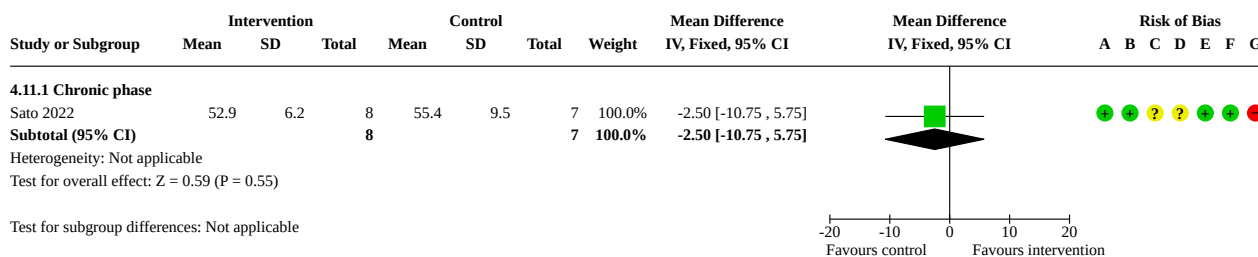 Intervention Control Mean Difference Mean Difference Risk of Bias
Study or Subgroup Mean SD Total Mean SD Total Weight IV, Fixed, 95% CI IV, Fixed, 95% CI A B C D E F G
4.11.1 Chronic phase
Sato 2022 52.9 6.2 8 55.4 9.5 7 100.0% -2.50 [-10.75 , 5.75] + + ? ? + + −
Subtotal (95% CI) 8 7 100.0% -2.50 [-10.75 , 5.75]
Heterogeneity: Not applicable
Test for overall effect: Z = 0.59 (P = 0.55)
Test for subgroup differences: Not applicable
-20 -10 0 10 20
Favours control Favours intervention